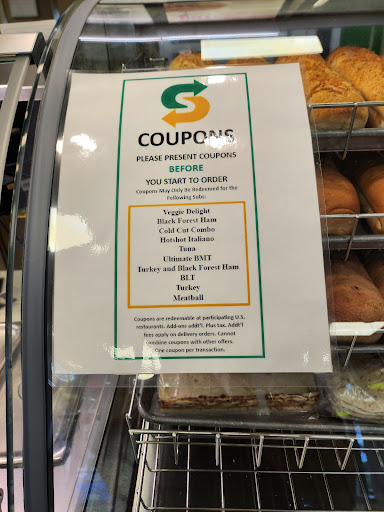 COUPONS
PLEASE PRESENT COUPONS
BEFORE
YOU START TO ORDER
Coupons May Only Be Redeemed for the
Following Subs:
Veggie Delight
Black Forest Ham
Cold Cut Combo
Hotshot Italiano
Tuna
Ultimate BMT
Turkey and Black Forest Ham
BLT
Turkey
Meatball
Coupons are redeemable at participating U.S.
restaurants. Add-ons addt'l. Plus tax. Addt'l
fees apply on delivery orders. Cannot
combine coupons with other offers.
One coupon per transaction.